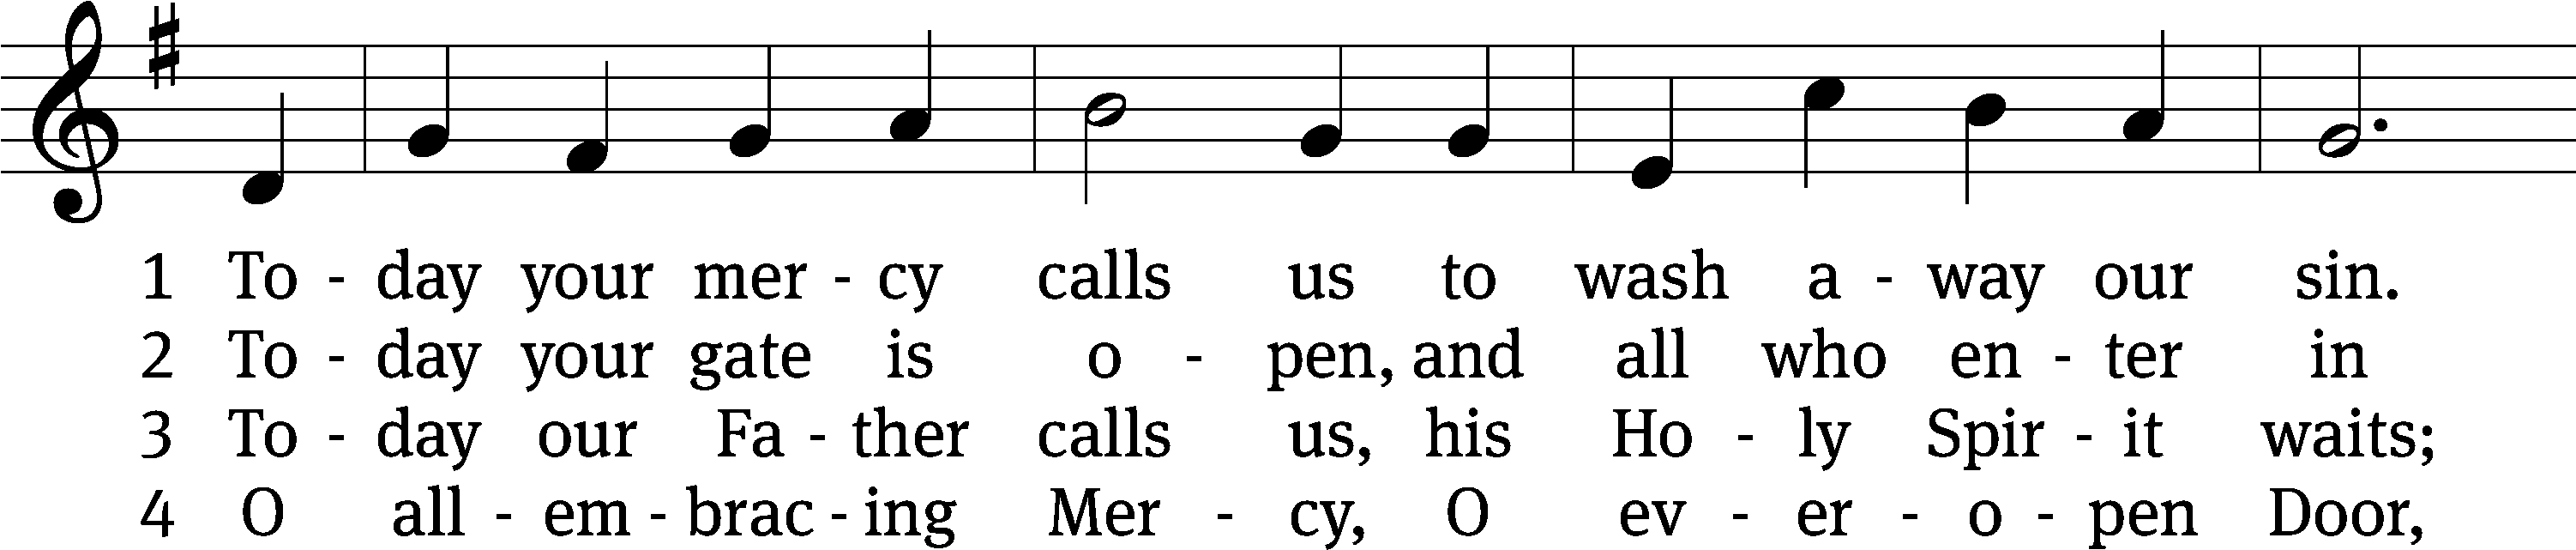 1 To - day your mer - cy calls us to wash a - way our sin.
2 To - day your gate is o - pen, and all who en - ter in
3 To - day our Fa - ther calls us, his Ho - ly Spir - it waits;
4 O all - em - brac - ing Mer - cy, O ev - er - o - pen Door,